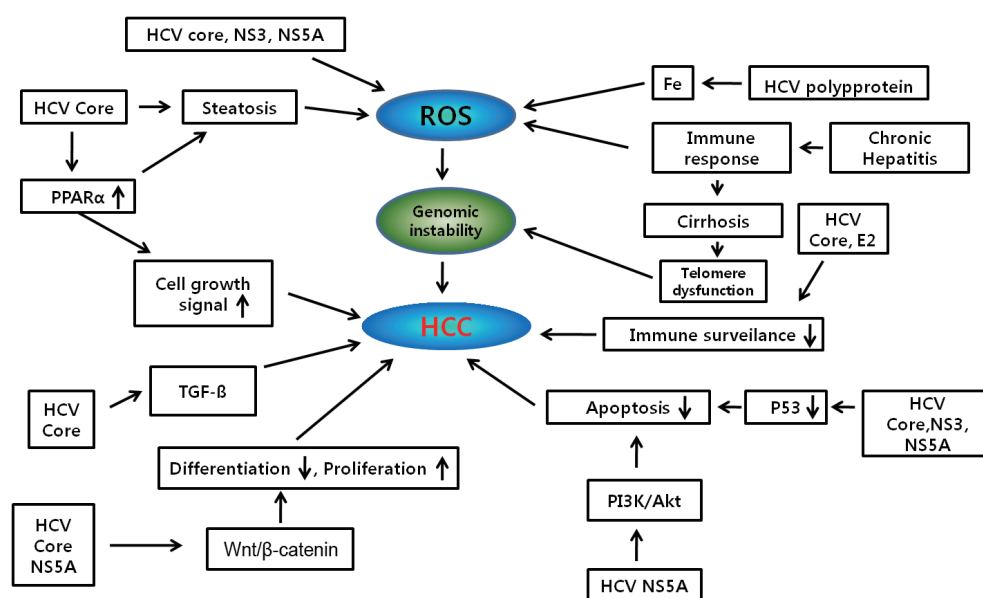 HCV core, NS3, NS5A
HCV Core
Steatosis
ROS
Fe
HCV polypprotein
Immune
response
Chronic
Hepatitis
PPARα
Genomic
instability
Cirrhosis
HCV
Core, E2
Telomere
dysfunction
Cell growth
signal
HCC
Immune surveilance
TGF-ß
HCV
Core
Apoptosis
P53
HCV
Core,NS3,
NS5A
Differentiation , Proliferation
PI3K/Akt
HCV
Core
NS5A
Wnt/β-catenin
HCV NS5A